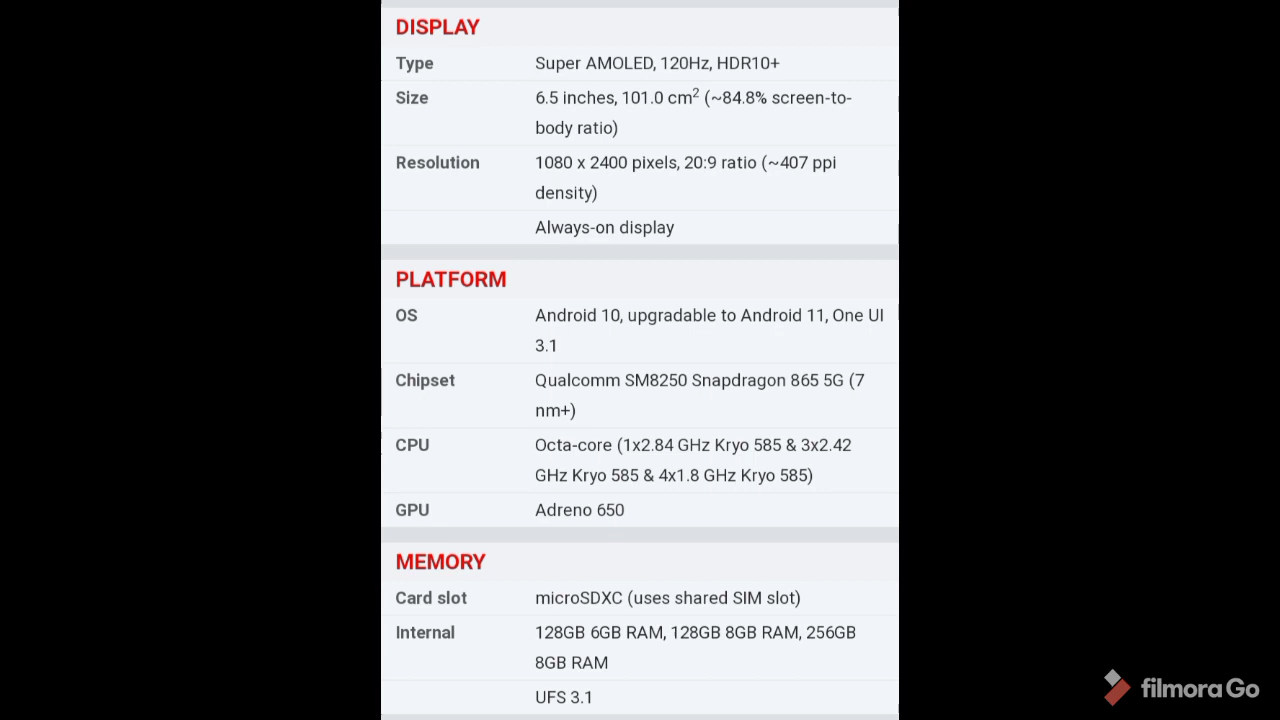 DISPLAY
Type Super AMOLED, 120Hz, HDR10+
Size 6.5 inches, 101.0 cm2 (~84.8% screen-to-
body ratio)
Resolution 1080 x 2400 pixels, 20:9 ratio (~407 ppi
density)
Always-on display
PLATFORM
OS Android 10, upgradable to Android 11, One UI
3.1
Chipset Qualcomm SM8250 Snapdragon 865 5G (7
nm+)
CPU Octa-core (1x2.84 GHz Kryo 585 & 3x2.42
GHz Kryo 585 & 4x1.8 GHz Kryo 585)
GPU Adreno 650
MEMORY
Card slot microSDXC (uses shared SIM slot)
Internal 128GB 6GB RAM, 128GB 8GB RAM, 256GB
8GB RAM
UFS 3.1
filmoraGo